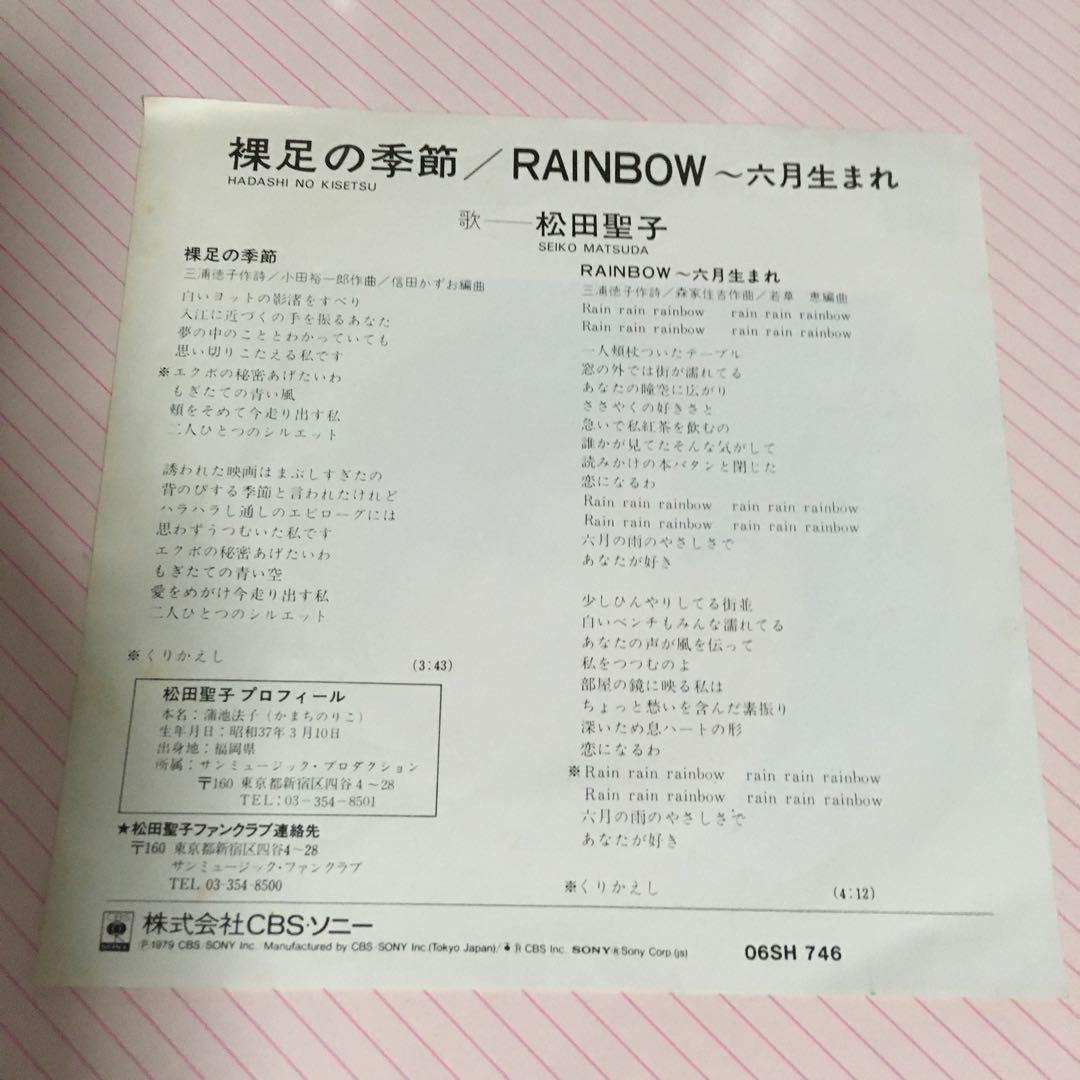 裸足の季節／RAINBOW～六月生まれ
HADASHI NO KISETSU
歌——松田聖子
SEIKO MATSUDA
裸足の季節
三浦徳子作詩／小田裕一郎作曲／信田かずお編曲
白いヨットの影渚をすべり
入江に近づくの手を振るあなた
夢の中のこととわかっていても
思い切りこたえる私です
※エクボの秘密あげたいわ
もぎたての青い風
頬をそめて今走り出す私
二人ひとつのシルエット
誘われた映画はまぶしすぎたの
背のびする季節と言われたけれど
ハラハラし通しのエピローグには
思わずうつむいた私です
エクボの秘密あげたいわ
もぎたての青い空
愛をめがけ今走り出す私
二人ひとつのシルエット
※くりかえし
(3:43)
松田聖子 プロフィール
本名：蒲池法子（かまちのりこ）
生年月日：昭和37年3月10日
出身地：福岡県
所属：サンミュージック・プロダクション
〒160 東京都新宿区四谷4～28
TEL：03－354－8501
★松田聖子ファンクラブ連絡先
〒160 東京都新宿区四谷4～28
サンミュージック・ファンクラブ
TEL 03-354-8500
RAINBOW～六月生まれ
三浦徳子作詩／森家住吉作曲／若草 恵編曲
Rain rain rainbow rain rain rainbow
Rain rain rainbow rain rain rainbow
一人頬杖ついたテーブル
窓の外では街が濡れてる
あなたの瞳空に広がり
ささやくの好きさと
急いで私紅茶を飲むの
誰かが見てたそんな気がして
読みかけの本バタンと閉じた
恋になるわ
Rain rain rainbow rain rain rainbow
Rain rain rainbow rain rain rainbow
六月の雨のやさしさで
あなたが好き
少しひんやりしてる街並
白いベンチもみんな濡れてる
あなたの声が風を伝って
私をつつむのよ
部屋の鏡に映る私は
ちょっと愁いを含んだ素振り
深いため息ハートの形
恋になるわ
※Rain rain rainbow rain rain rainbow
Rain rain rainbow rain rain rainbow
六月の雨のやさしさで
あなたが好き
※くりかえし
(4:12)
CBS SONY
株式会社CBS・ソニー
℗1979 CBS/SONY Inc. Manufactured by CBS/SONY Inc (Tokyo Japan)/ R CBS Inc. SONY® Sony Corp (js)
06SH 746